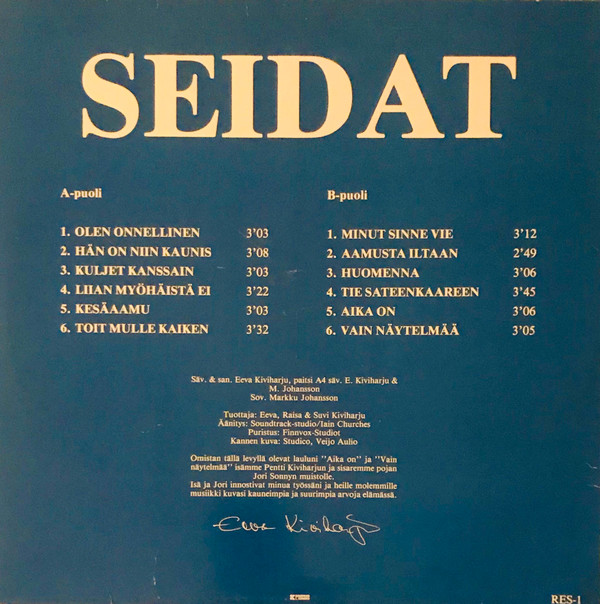 SEIDAT
A-puoli
1. OLEN ONNELLINEN 3'03
2. HÄN ON NIIN KAUNIS 3'08
3. KULJET KANSSAIN 3'03
4. LIIAN MYÖHÄISTÄ EI 3'22
5. KESÄAAMU 3'03
6. TOIT MULLE KAIKEN 3'32
B-puoli
1. MINUT SINNE VIE 3'12
2. AAMUSTA ILTAAN 2'49
3. HUOMENNA 3'06
4. TIE SATEENKAAREEN 3'45
5. AIKA ON 3'06
6. VAIN NÄYTELMÄÄ 3'05
Säv. & san. Eeva Kiviharju, paitsi A4 säv. E. Kiviharju &
M. Johansson
Sov. Markku Johansson
Tuottaja: Eeva, Raisa & Suvi Kiviharju
Äänitys: Soundtrack-studio/Iain Churches
Puristus: Finnvox-Studiot
Kannen kuva: Studico, Veijo Aulio
Omistan tällä levyllä olevat lauluni "Aika on" ja "Vain
näytelmää" isämme Pentti Kiviharjun ja sisaremme pojan
Jori Sonnyn muistolle.
Isä ja Jori innostivat minua työssäni ja heille molemmille
musiikki kuvasi kauneimpia ja suurimpia arvoja elämässä.
Eeva Kiviharju
RES-1